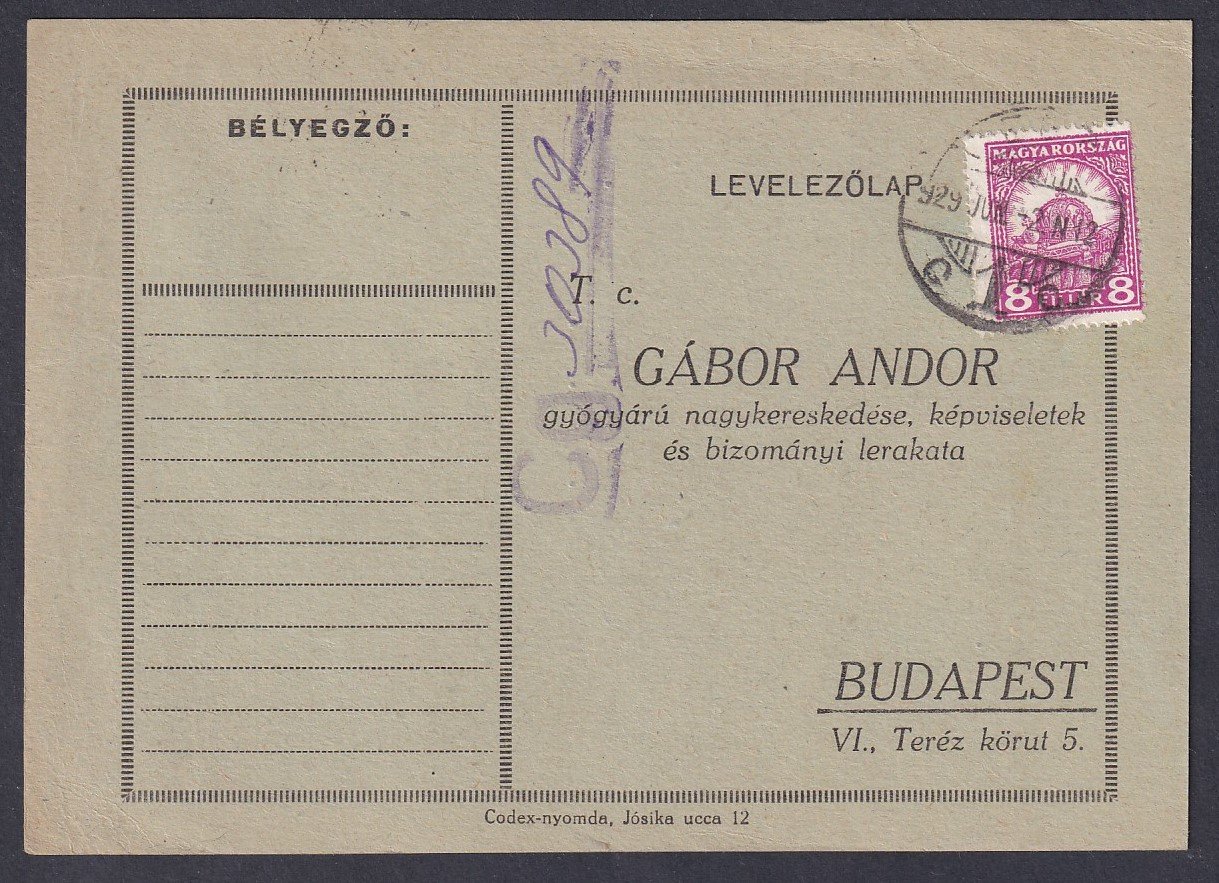 BÉLYEGZŐ:
LEVELEZŐLAP
MAGYARORSZÁG
8 FILLÉR 8
T. c.
GÁBOR ANDOR
gyógyárú nagykereskedése, képviseletek
és bizományi lerakata
BUDAPEST
VI., Teréz körut 5.
Codex-nyomda, Jósika ucca 12
30389